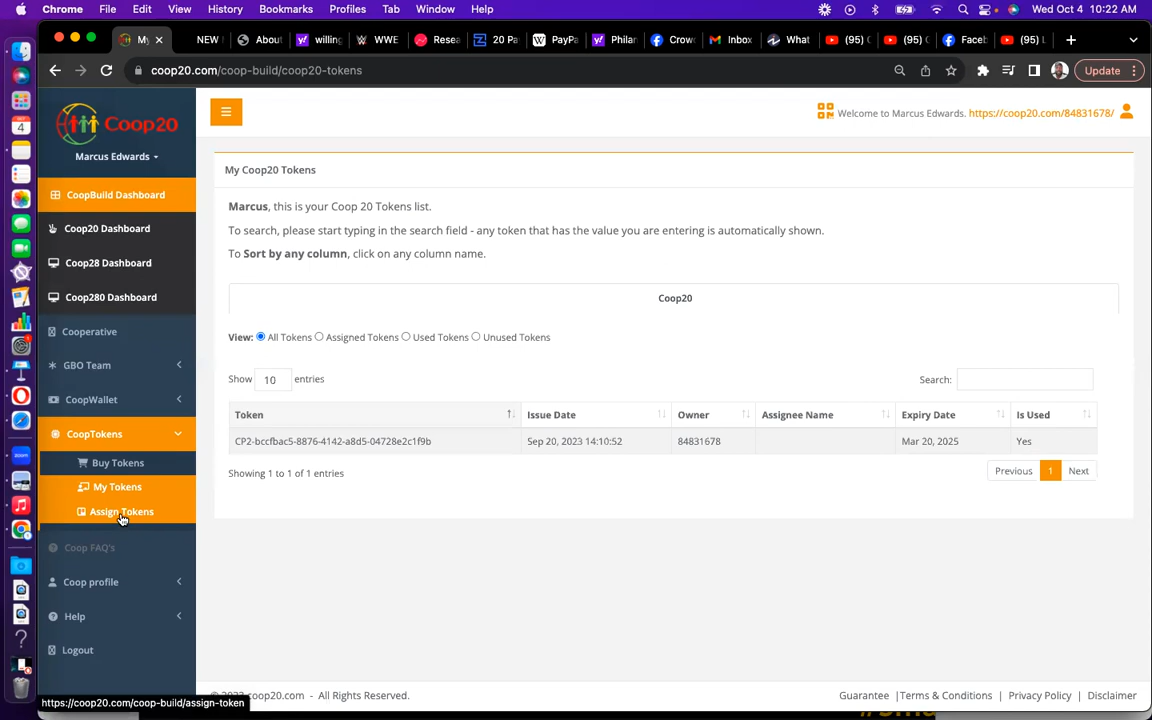 Chrome File Edit View History Bookmarks Profiles Tab Window Help Wed Oct 4 10:22 AM
My NEW Abou willing WWE Resea 20 Pa PayPa Philan Crow Inbox What (95) (95) Faceb (95) L
coop20.com/coop-build/coop20-tokens Update
Coop20
Marcus Edwards
Welcome to Marcus Edwards. https://coop20.com/84831678/
CoopBuild Dashboard
Coop20 Dashboard
Coop28 Dashboard
Coop280 Dashboard
Cooperative
GBO Team
CoopWallet
CoopTokens
Buy Tokens
My Tokens
Assign Tokens
Coop FAQ's
Coop profile
Help
Logout
My Coop20 Tokens
Marcus, this is your Coop 20 Tokens list.
To search, please start typing in the search field - any token that has the value you are entering is automatically shown.
To Sort by any column, click on any column name.
Coop20
View: All Tokens Assigned Tokens Used Tokens Unused Tokens
Show 10 entries Search:
Token Issue Date Owner Assignee Name Expiry Date Is Used
CP2-bccfbac5-8876-4142-a8d5-04728e2c1f9b Sep 20, 2023 14:10:52 84831678 Mar 20, 2025 Yes
Showing 1 to 1 of 1 entries Previous 1 Next
coop20.com - All Rights Reserved. Guarantee |Terms & Conditions | Privacy Policy | Disclaimer
https://coop20.com/coop-build/assign-token